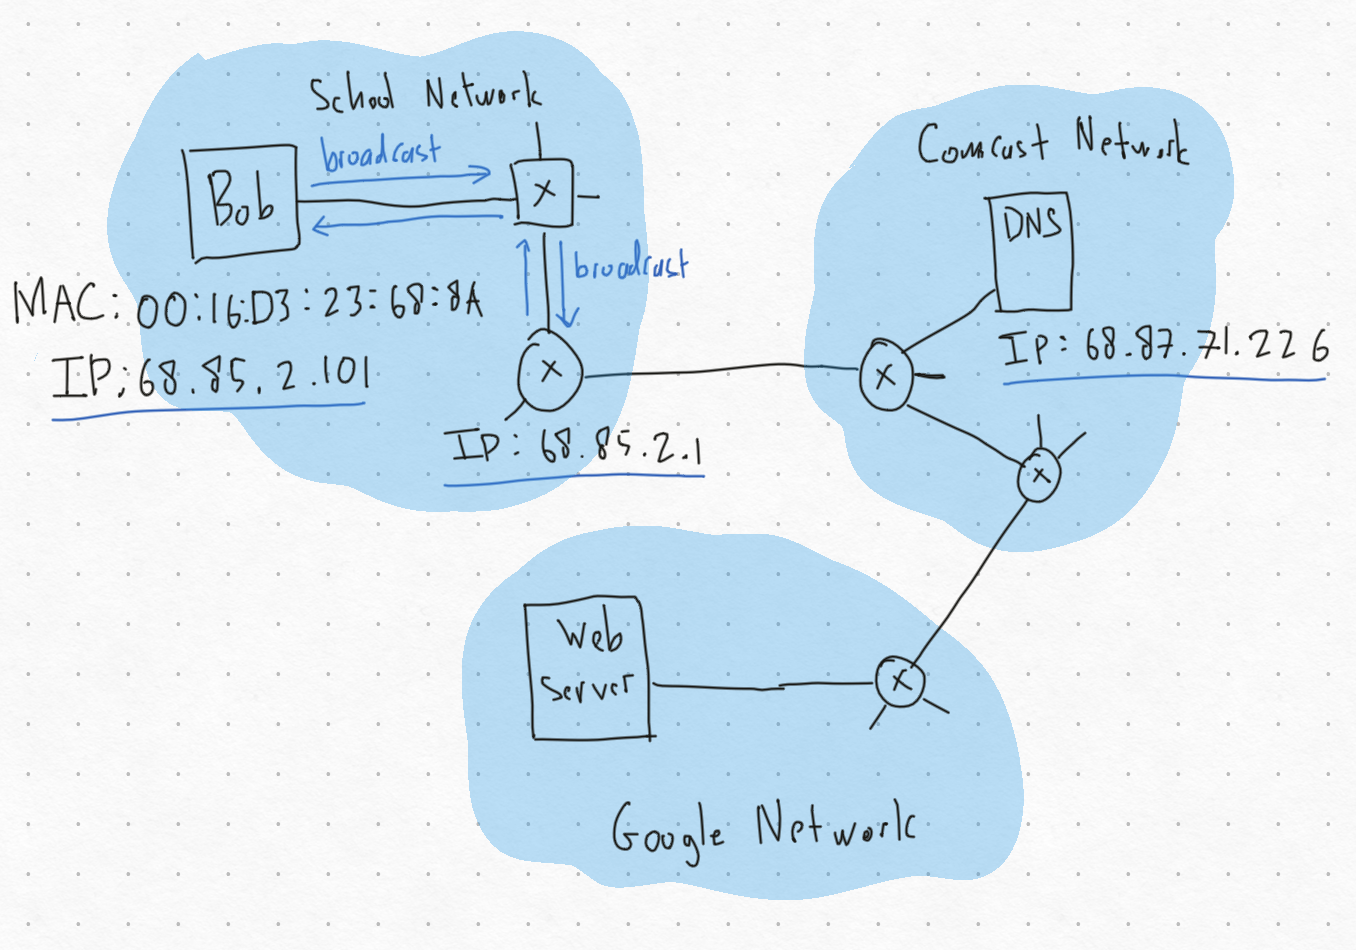 School Network
broadcast
Bob
X
broadcast
MAC: 00:16:D3:23:68:8A
X
IP: 68.85.2.101
IP: 68.85.2.1
Comcast Network
DNS
IP: 68.87.71.226
X
X
Web
Server
X
Google Network